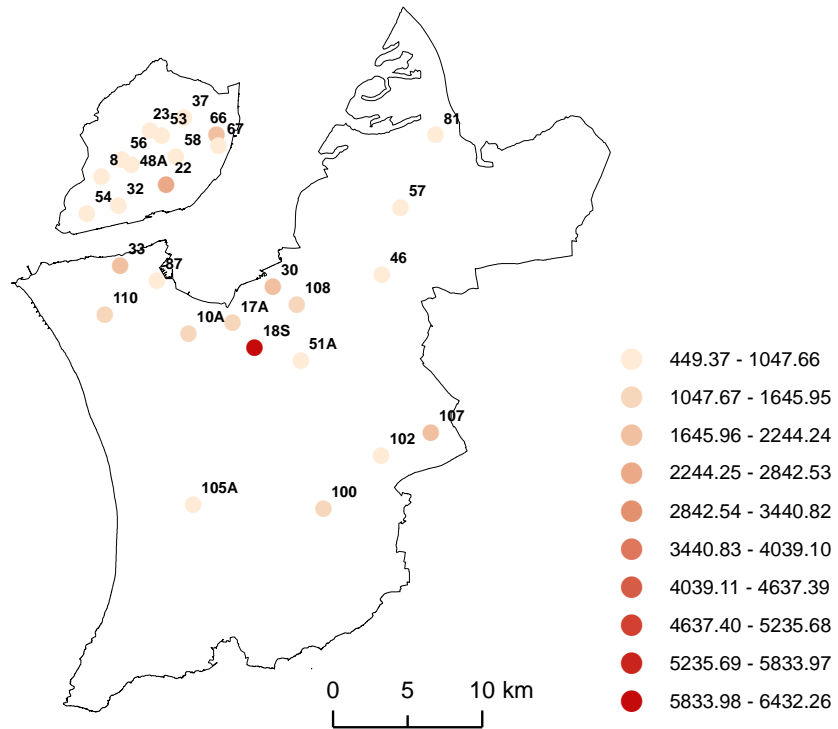 37
23
53
66
67
56
58
8
48A
22
54
32
81
57
33
87
30
46
108
110
10A
17A
18S
51A
107
102
105A
100
449.37 - 1047.66
1047.67 - 1645.95
1645.96 - 2244.24
2244.25 - 2842.53
2842.54 - 3440.82
3440.83 - 4039.10
4039.11 - 4637.39
4637.40 - 5235.68
5235.69 - 5833.97
5833.98 - 6432.26
0 5 10 km